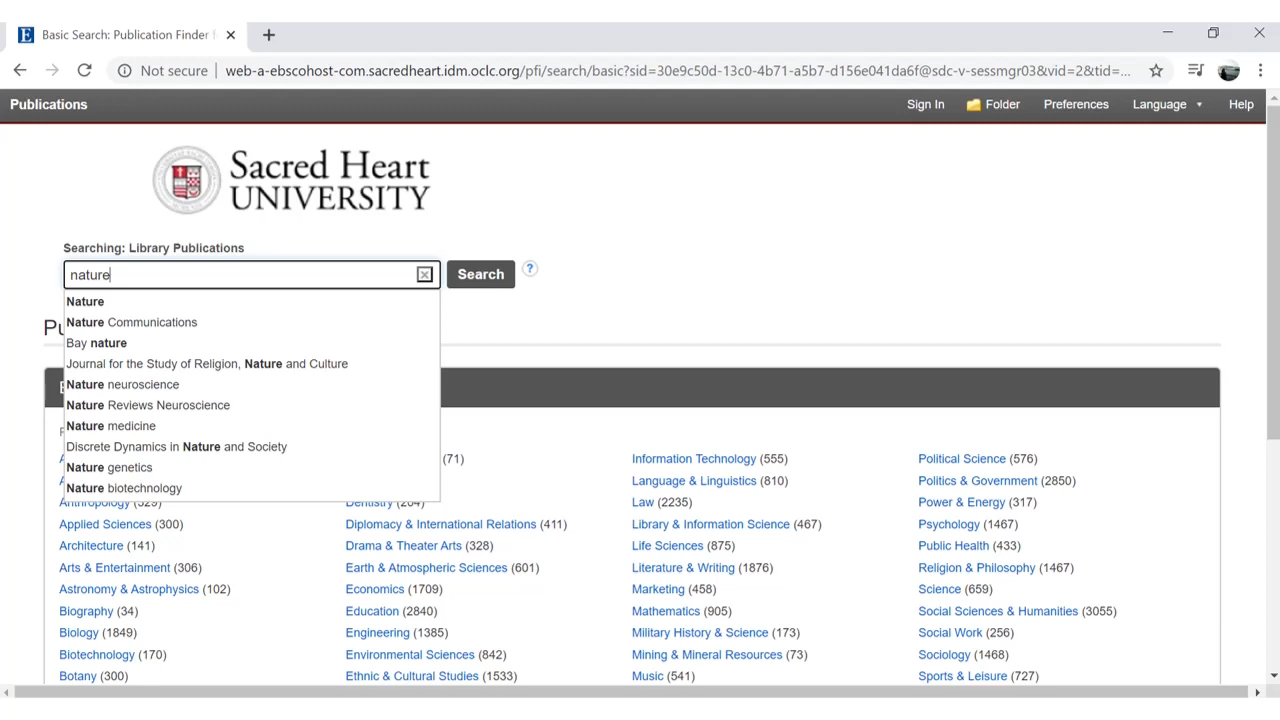 Basic Search: Publication Finder f
Not secure | web-a-ebscohost-com.sacredheart.idm.oclc.org/pfi/search/basic?sid=30e9c50d-13c0-4b71-a5b7-d156e041da6f@sdc-v-sessmgr03&vid=2&tid=...
Publications
Sign In Folder Preferences Language Help
Sacred Heart
UNIVERSITY
Searching: Library Publications
nature Search ?
Nature
Nature Communications
Bay nature
Journal for the Study of Religion, Nature and Culture
Nature neuroscience
Nature Reviews Neuroscience
Nature medicine
Discrete Dynamics in Nature and Society
Nature genetics
Nature biotechnology
(71) Information Technology (555) Political Science (576)
Language & Linguistics (810) Politics & Government (2850)
Anthropology (329) Dentistry (204) Law (2235) Power & Energy (317)
Applied Sciences (300) Diplomacy & International Relations (411) Library & Information Science (467) Psychology (1467)
Architecture (141) Drama & Theater Arts (328) Life Sciences (875) Public Health (433)
Arts & Entertainment (306) Earth & Atmospheric Sciences (601) Literature & Writing (1876) Religion & Philosophy (1467)
Astronomy & Astrophysics (102) Economics (1709) Marketing (458) Science (659)
Biography (34) Education (2840) Mathematics (905) Social Sciences & Humanities (3055)
Biology (1849) Engineering (1385) Military History & Science (173) Social Work (256)
Biotechnology (170) Environmental Sciences (842) Mining & Mineral Resources (73) Sociology (1468)
Botany (300) Ethnic & Cultural Studies (1533) Music (541) Sports & Leisure (727)